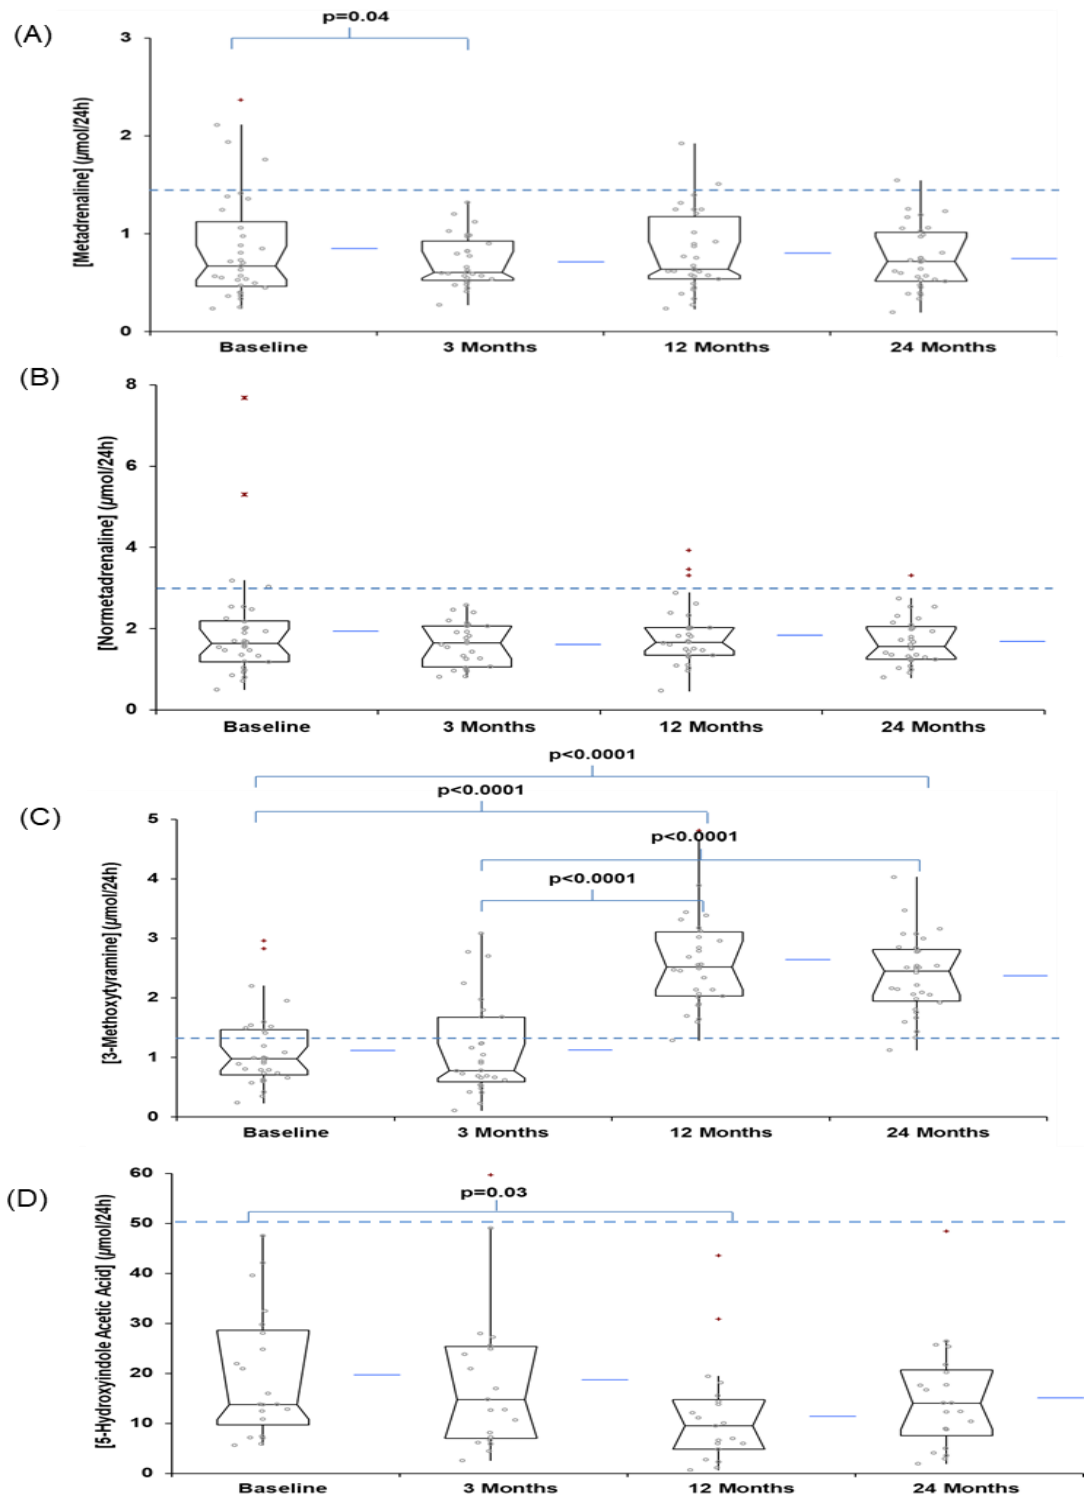 (A)
p=0.04
[Metadrenaline] (µmol/24h)
3
2
1
0
Baseline 3 Months 12 Months 24 Months
(B)
[Normetadrenaline] (µmol/24h)
8
6
4
2
0
Baseline 3 Months 12 Months 24 Months
(C)
p<0.0001
p<0.0001
p<0.0001
p<0.0001
[3-Methoxytyramine] (µmol/24h)
5
4
3
2
1
0
Baseline 3 Months 12 Months 24 Months
(D)
p=0.03
[5-Hydroxyindole Acetic Acid] (µmol/24h)
60
50
40
30
20
10
0
Baseline 3 Months 12 Months 24 Months